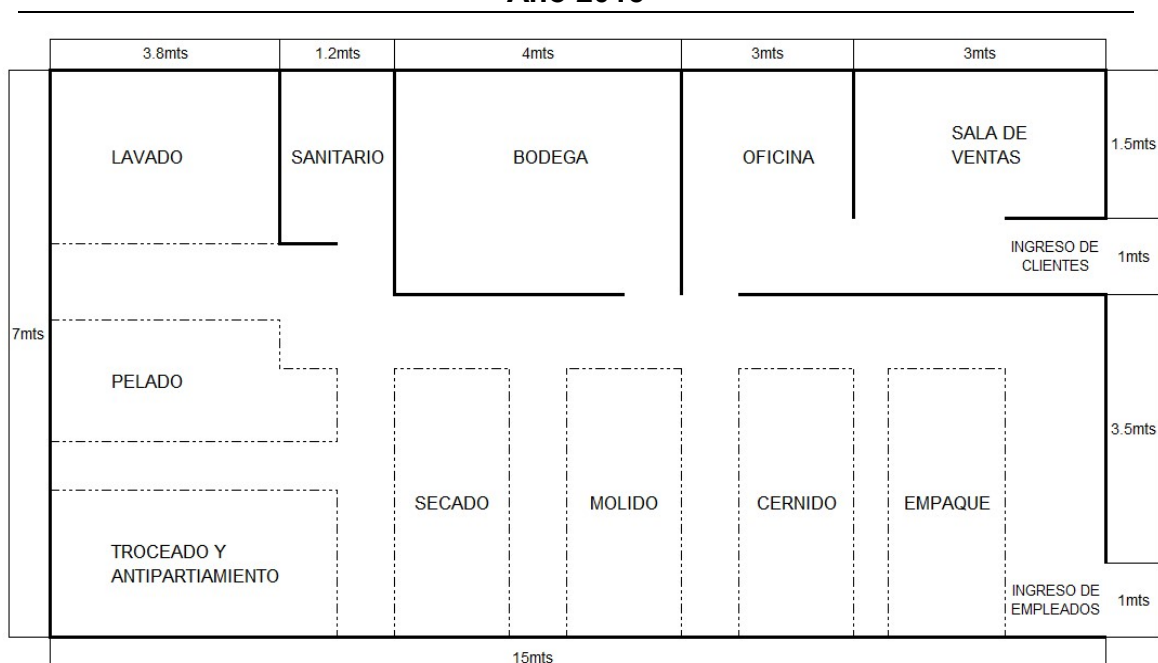 3.8mts 1.2mts 4mts 3mts 3mts
LAVADO
SANITARIO
BODEGA
OFICINA
SALA DE
VENTAS
1.5mts
INGRESO DE
CLIENTES
1mts
7mts
PELADO
3.5mts
SECADO
MOLIDO
CERNIDO
EMPAQUE
TROCEADO Y
ANTIPARTIAMIENTO
INGRESO DE
EMPLEADOS
1mts
15mts